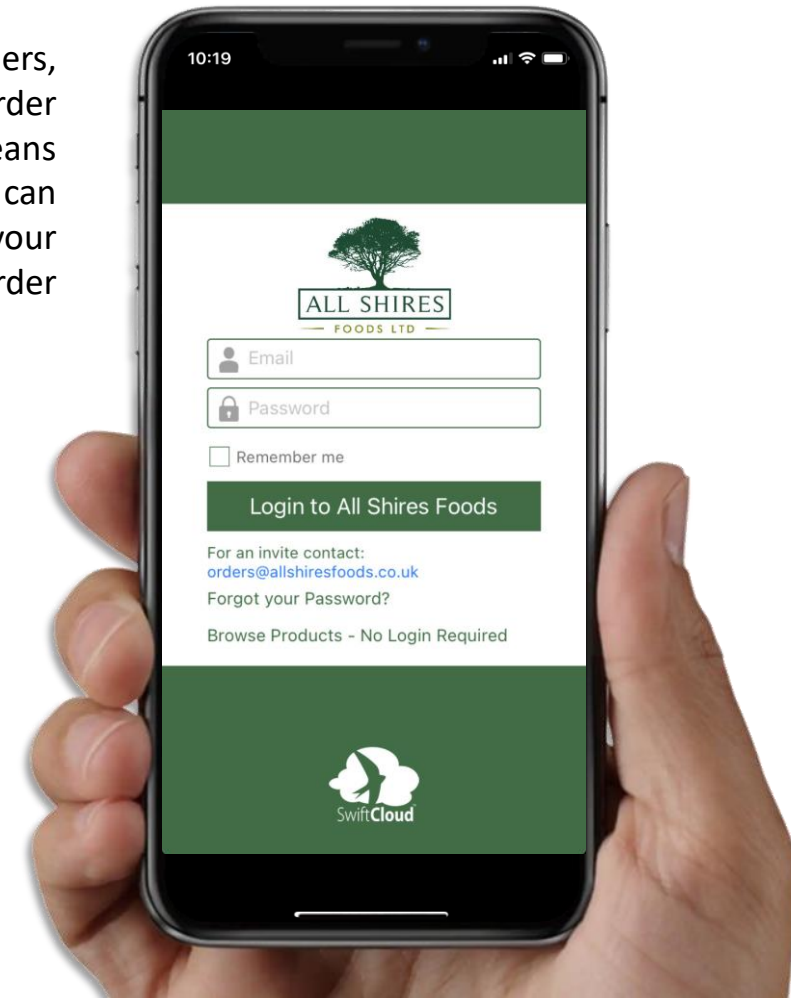 ers,
rder
eans
can
your
rder
10:19
ALL SHIRES
FOODS LTD
Email
Password
Remember me
Login to All Shires Foods
For an invite contact:
orders@allshiresfoods.co.uk
Forgot your Password?
Browse Products - No Login Required
SwiftCloud